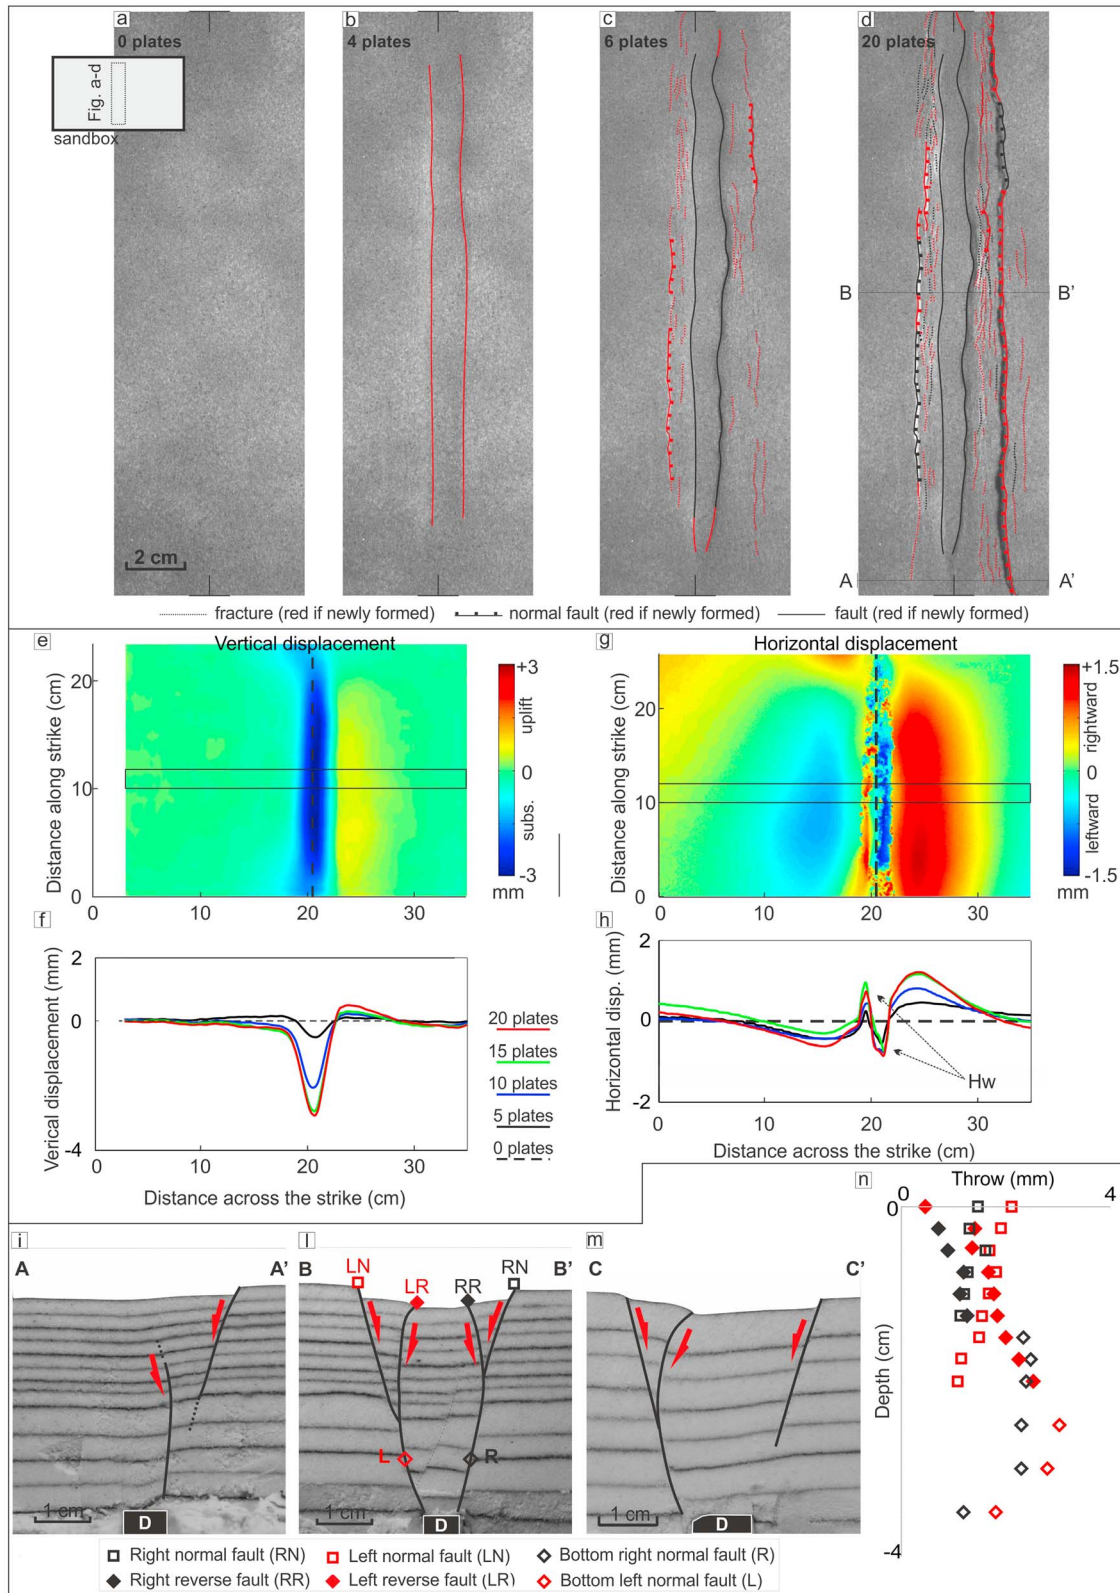 a
0 plates
b
4 plates
c
6 plates
d
20 plates
Fig. a-d
sandbox
2 cm
B
B'
A
A'
fracture (red if newly formed)
normal fault (red if newly formed)
fault (red if newly formed)
e
Vertical displacement
Distance along strike (cm)
20
10
0
0
10
20
30
+3
uplift
0
subs.
-3
mm
g
Horizontal displacement
Distance along strike (cm)
20
10
0
0
10
20
30
+1.5
rightward
0
leftward
-1.5
mm
f
Verical displacement (mm)
2
0
-4
0
10
20
30
Distance across the strike (cm)
20 plates
15 plates
10 plates
5 plates
0 plates
h
Horizontal disp. (mm)
2
0
-2
0
10
20
30
Hw
Distance across the strike (cm)
i
A
A'
1 cm
D
l
B
B'
LN
LR
RR
RN
L
R
1 cm
D
m
C
C'
1 cm
D
n
Throw (mm)
0
4
0
Depth (cm)
-4
Right normal fault (RN)
Left normal fault (LN)
Bottom right normal fault (R)
Right reverse fault (RR)
Left reverse fault (LR)
Bottom left normal fault (L)